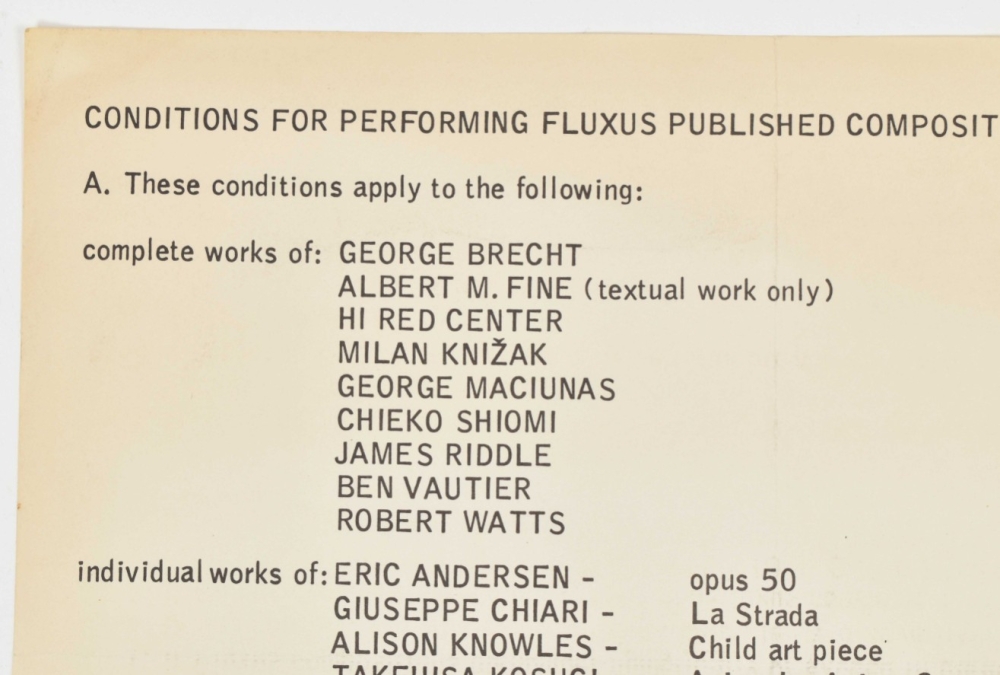 CONDITIONS FOR PERFORMING FLUXUS PUBLISHED COMPOSIT
A. These conditions apply to the following:
complete works of: GEORGE BRECHT
ALBERT M. FINE (textual work only)
HI RED CENTER
MILAN KNIŽAK
GEORGE MACIUNAS
CHIEKO SHIOMI
JAMES RIDDLE
BEN VAUTIER
ROBERT WATTS
individual works of: ERIC ANDERSEN - opus 50
GIUSEPPE CHIARI - La Strada
ALISON KNOWLES - Child art piece
TAKEHISA KOSUGI